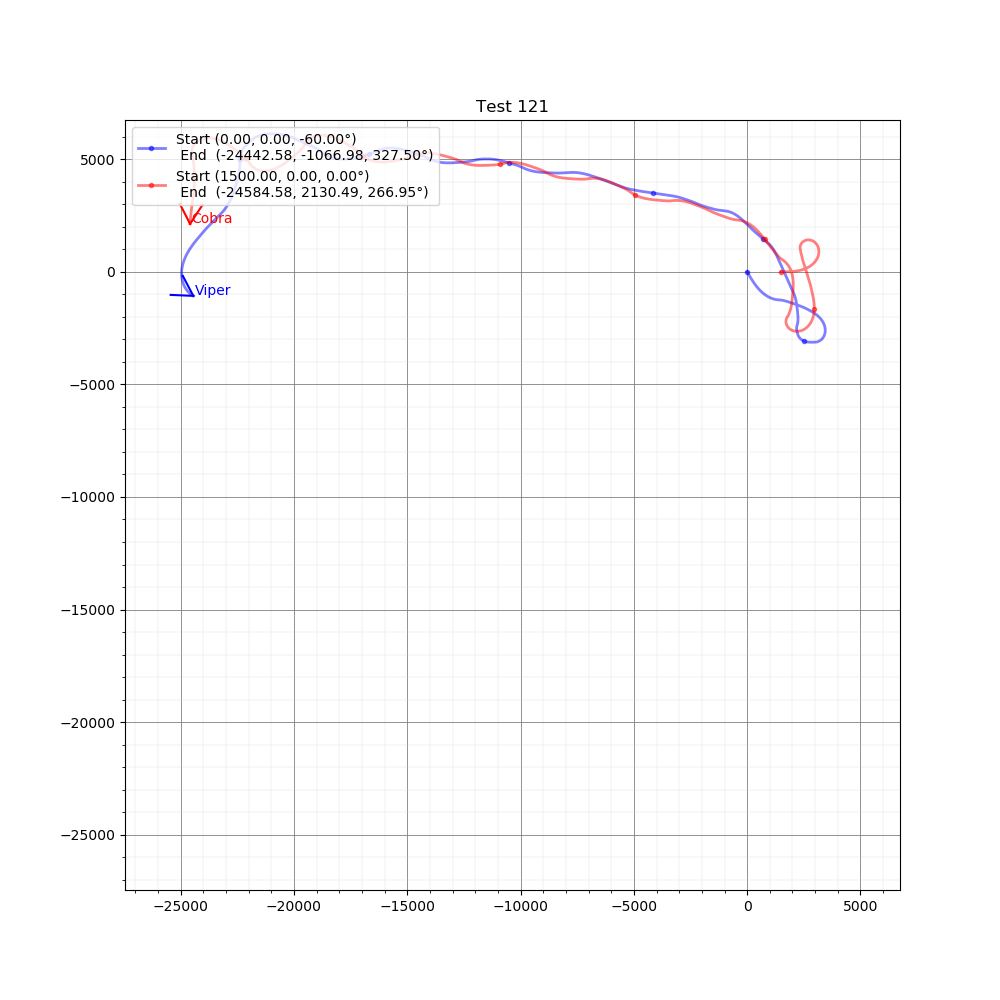 Test 121
Start (0.00, 0.00, -60.00°)
End (-24442.58, -1066.98, 327.50°)
Start (1500.00, 0.00, 0.00°)
End (-24584.58, 2130.49, 266.95°)
Cobra
Viper
5000
0
−5000
−10000
−15000
−20000
−25000
−25000
−20000
−15000
−10000
−5000
0
5000